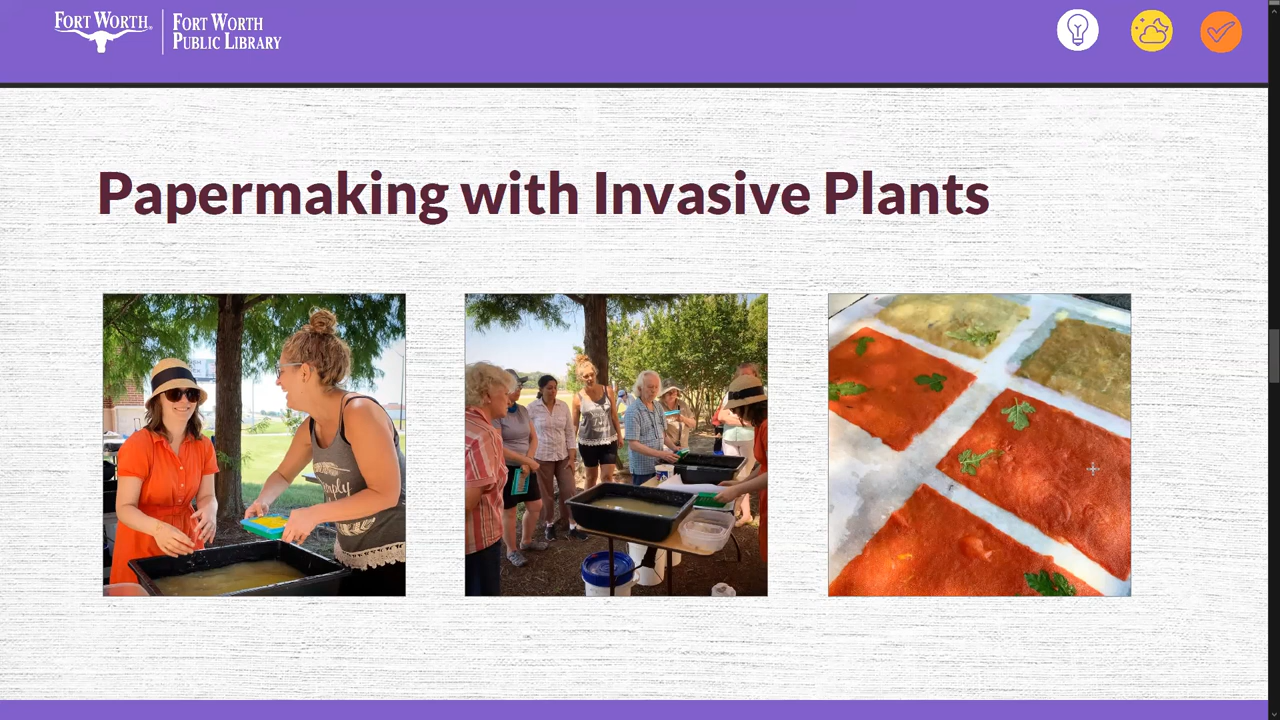 FORT WORTH®
FORT WORTH
PUBLIC LIBRARY
Papermaking with Invasive Plants